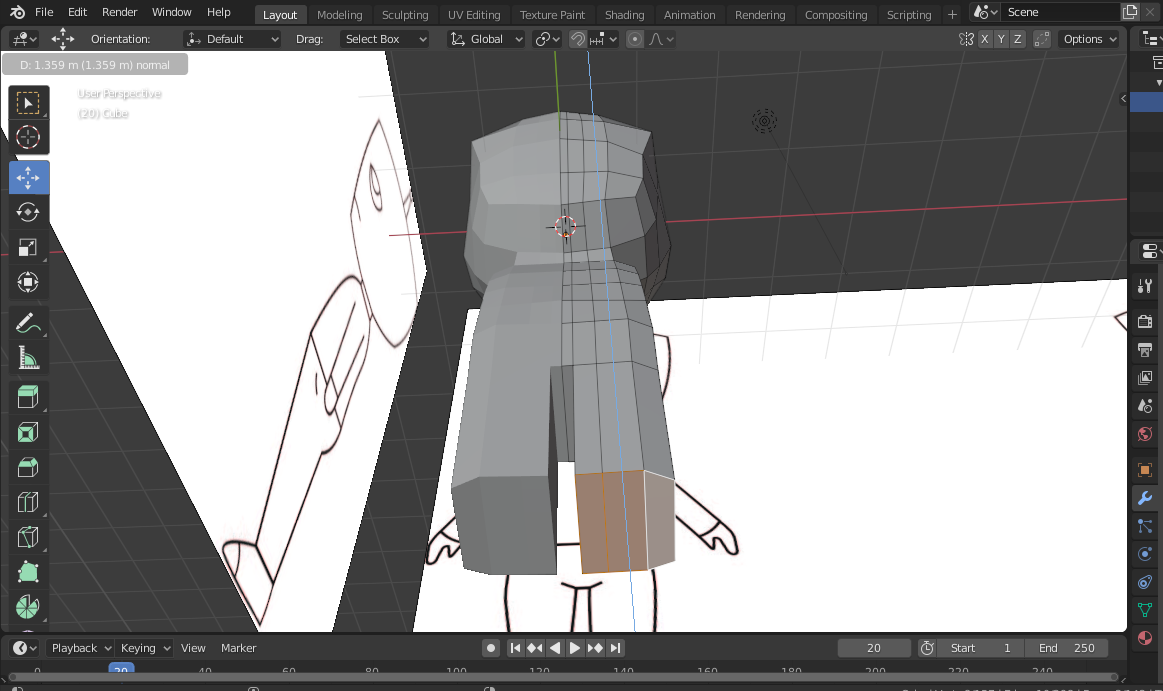 File Edit Render Window Help Layout Modeling Sculpting UV Editing Texture Paint Shading Animation Rendering Compositing Scripting + Scene
Orientation: Default Drag: Select Box Global X Y Z Options
D: 1.359 m (1.359 m) normal
User Perspective
(20) Cube
Playback Keying View Marker 20 Start 1 End 250
0 20 40 60 80 100 120 140 160 180 200 220 240